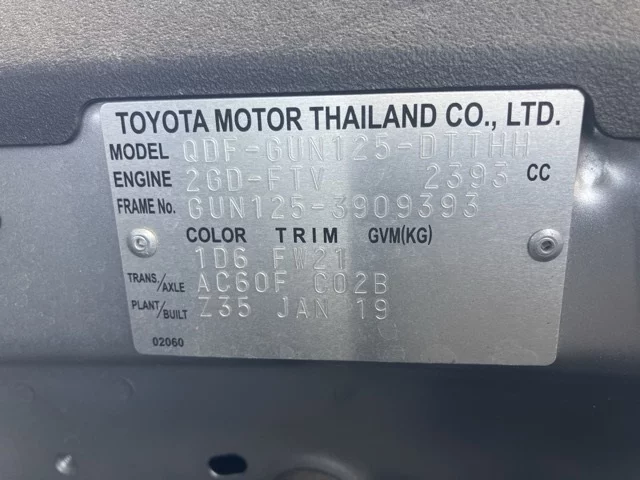 TOYOTA MOTOR THAILAND CO., LTD.
MODEL QDF-GUN125-DTTHH
ENGINE 2GD-FTV 2393 CC
FRAME No. GUN125-3909393
COLOR TRIM GVM(KG)
1D6 FW21
TRANS./AXLE AC60F C02B
PLANT/BUILT Z35 JAN 19
02060